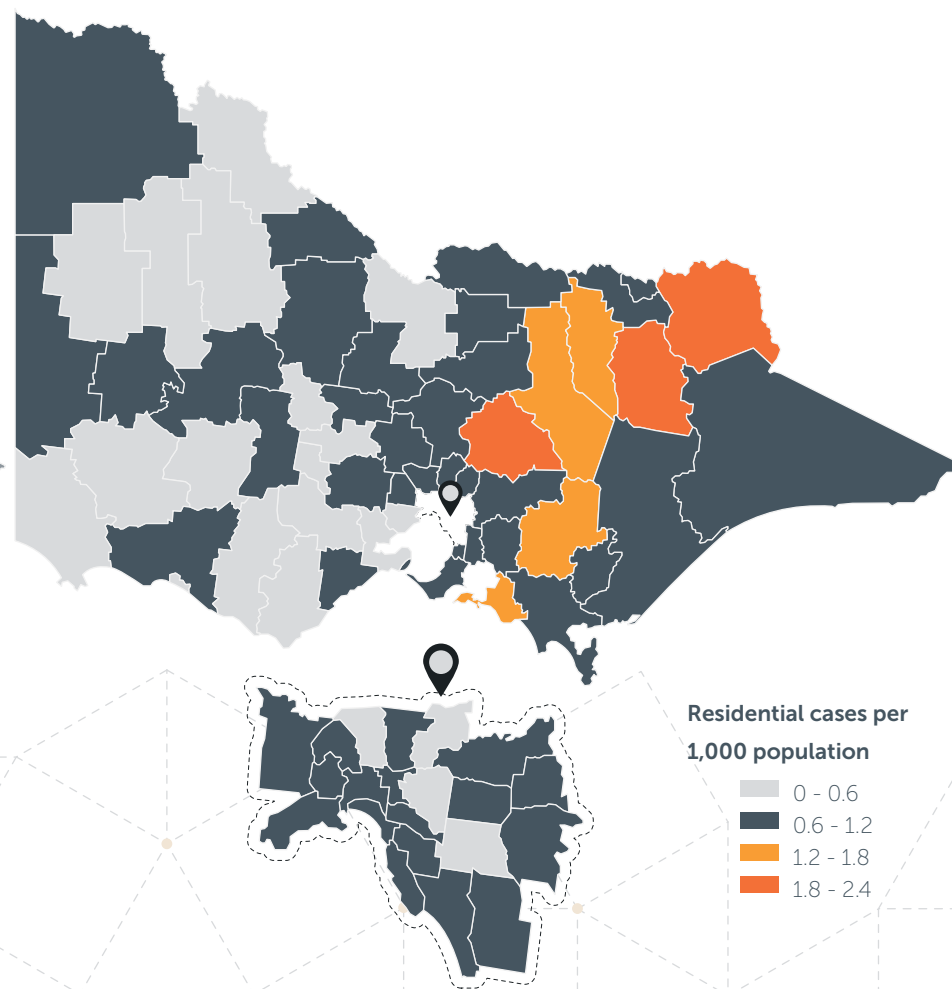 Residential cases per
1,000 population
0 - 0.6
0.6 - 1.2
1.2 - 1.8
1.8 - 2.4